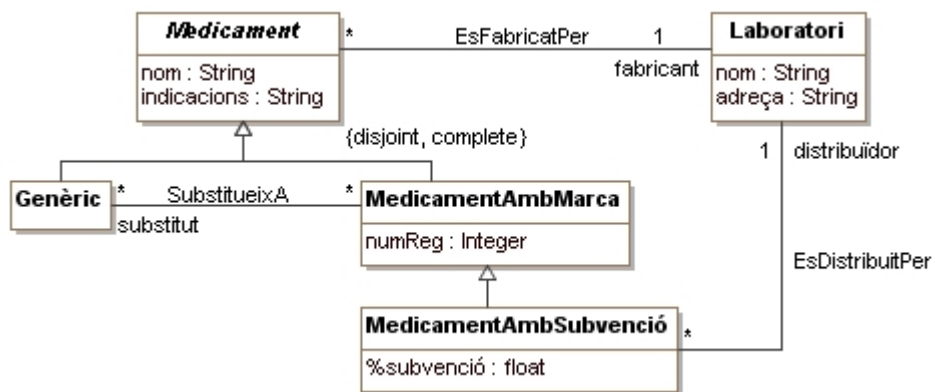 Medicament
nom : String
indicacions : String
* EsFabricatPer 1
fabricant
Laboratori
nom : String
adreça : String
{disjoint, complete}
1 distribuïdor
Genèric
* SubstitueixA *
substitut
MedicamentAmbMarca
numReg : Integer
EsDistribuitPer
MedicamentAmbSubvenció
%subvenció : float
*